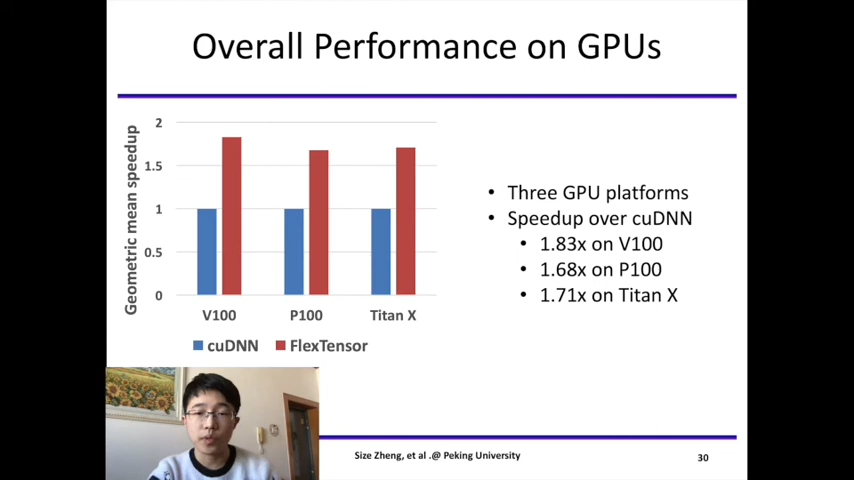 Overall Performance on GPUs
Geometric mean speedup
2
1.5
1
0.5
0
V100 P100 Titan X
cuDNN FlexTensor
• Three GPU platforms
• Speedup over cuDNN
• 1.83x on V100
• 1.68x on P100
• 1.71x on Titan X
Size Zheng, et al .@ Peking University
30